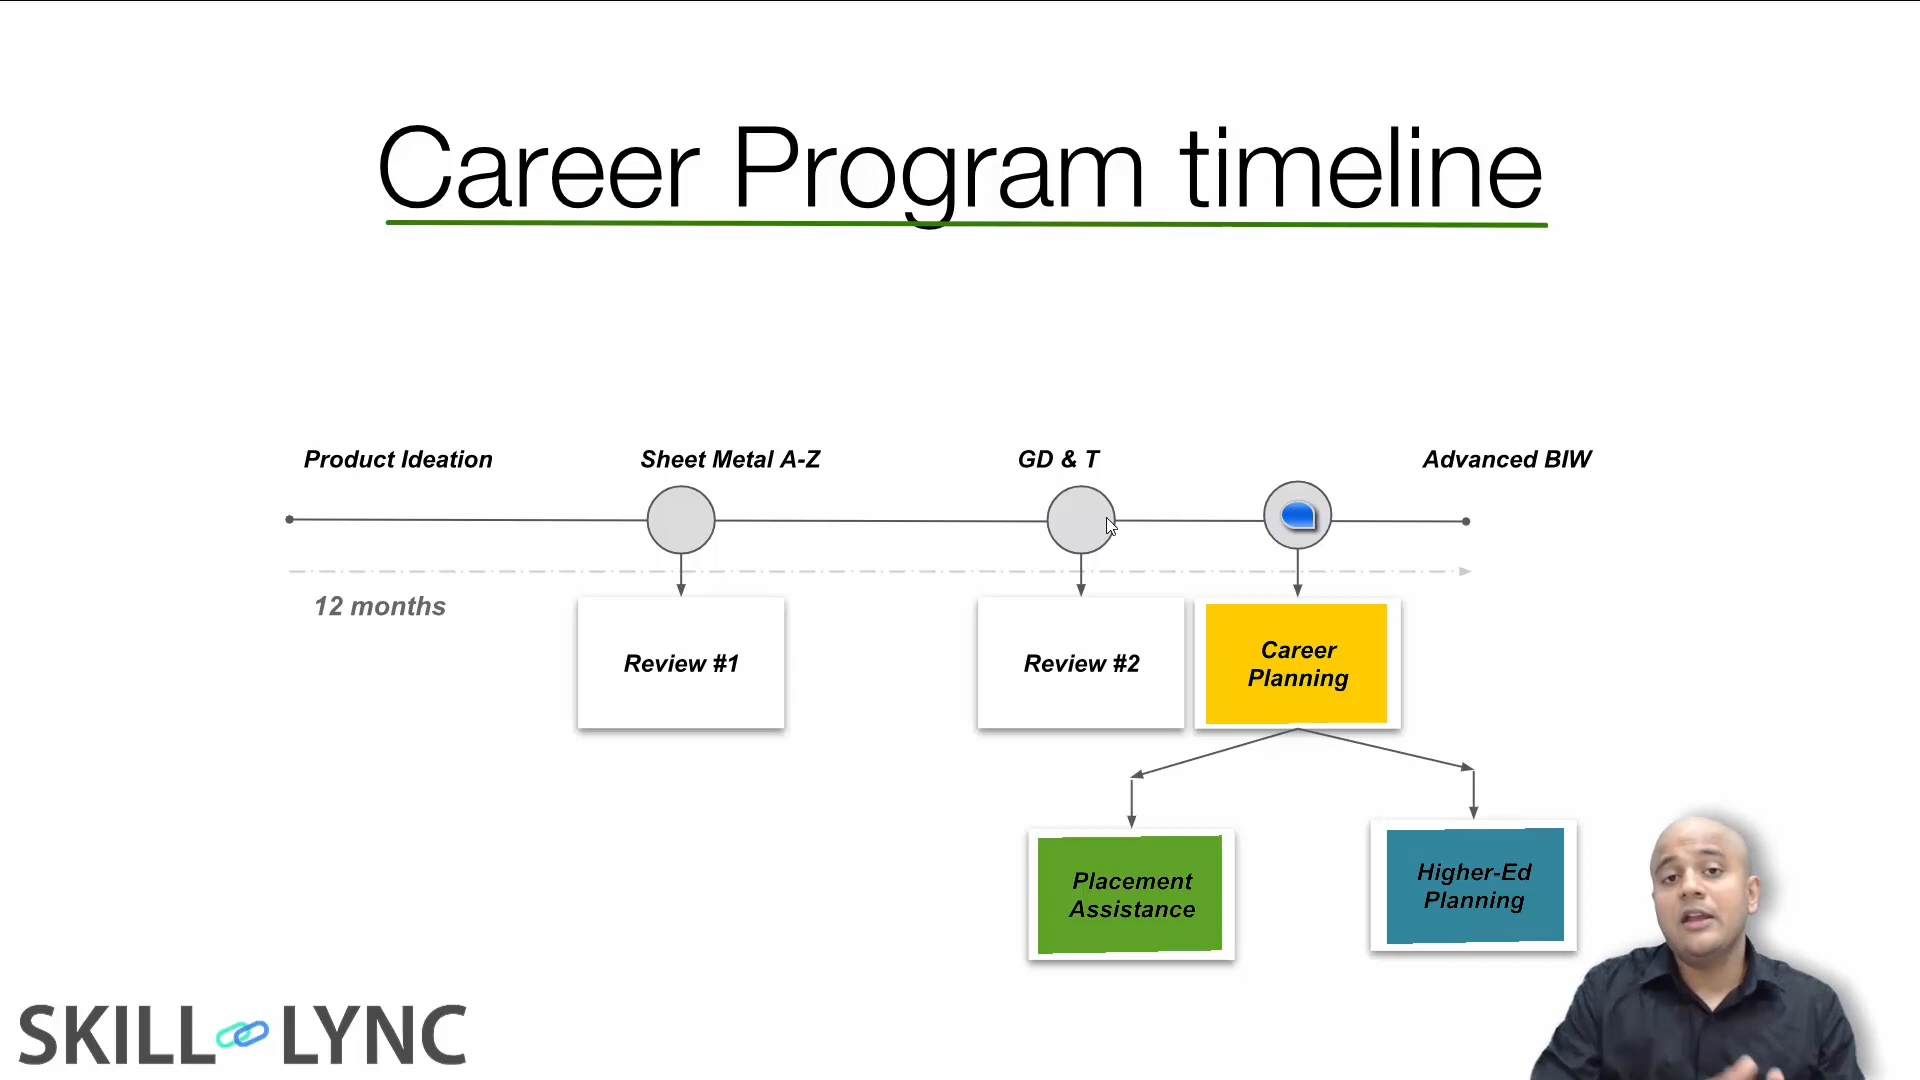 Career Program timeline
Product Ideation
Sheet Metal A-Z
GD & T
Advanced BIW
12 months
Review #1
Review #2
Career
Planning
Placement
Assistance
Higher-Ed
Planning
SKILL LYNC